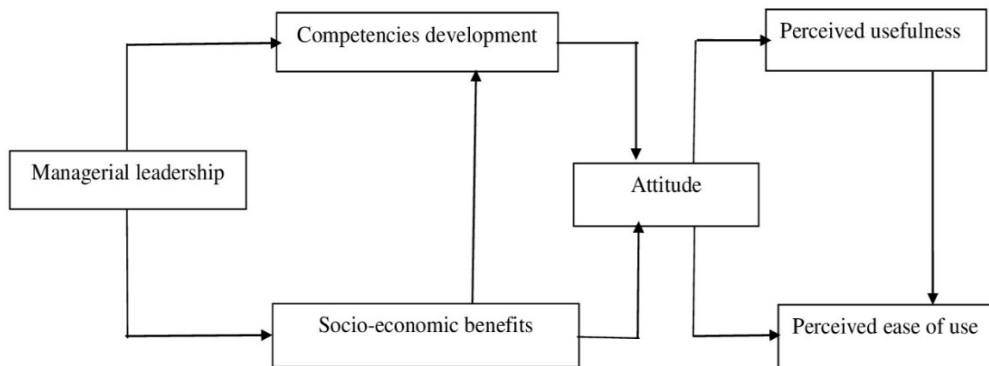 Competencies development
Perceived usefulness
Managerial leadership
Attitude
Socio-economic benefits
Perceived ease of use